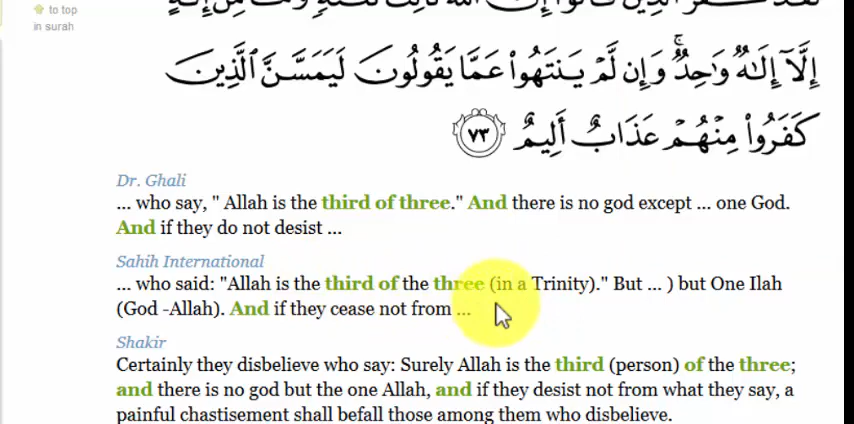 to top
in surah
إِلَّآ إِلَٰهٌ وَٰحِدٌ ۚ وَإِن لَّمْ يَنتَهُوا۟ عَمَّا يَقُولُونَ لَيَمَسَّنَّ ٱلَّذِينَ
كَفَرُوا۟ مِنْهُمْ عَذَابٌ أَلِيمٌ ٧٣
Dr. Ghali
... who say, " Allah is the third of three." And there is no god except ... one God.
And if they do not desist ...
Sahih International
... who said: "Allah is the third of the three (in a Trinity)." But ... ) but One Ilah
(God -Allah). And if they cease not from ...
Shakir
Certainly they disbelieve who say: Surely Allah is the third (person) of the three;
and there is no god but the one Allah, and if they desist not from what they say, a
painful chastisement shall befall those among them who disbelieve.